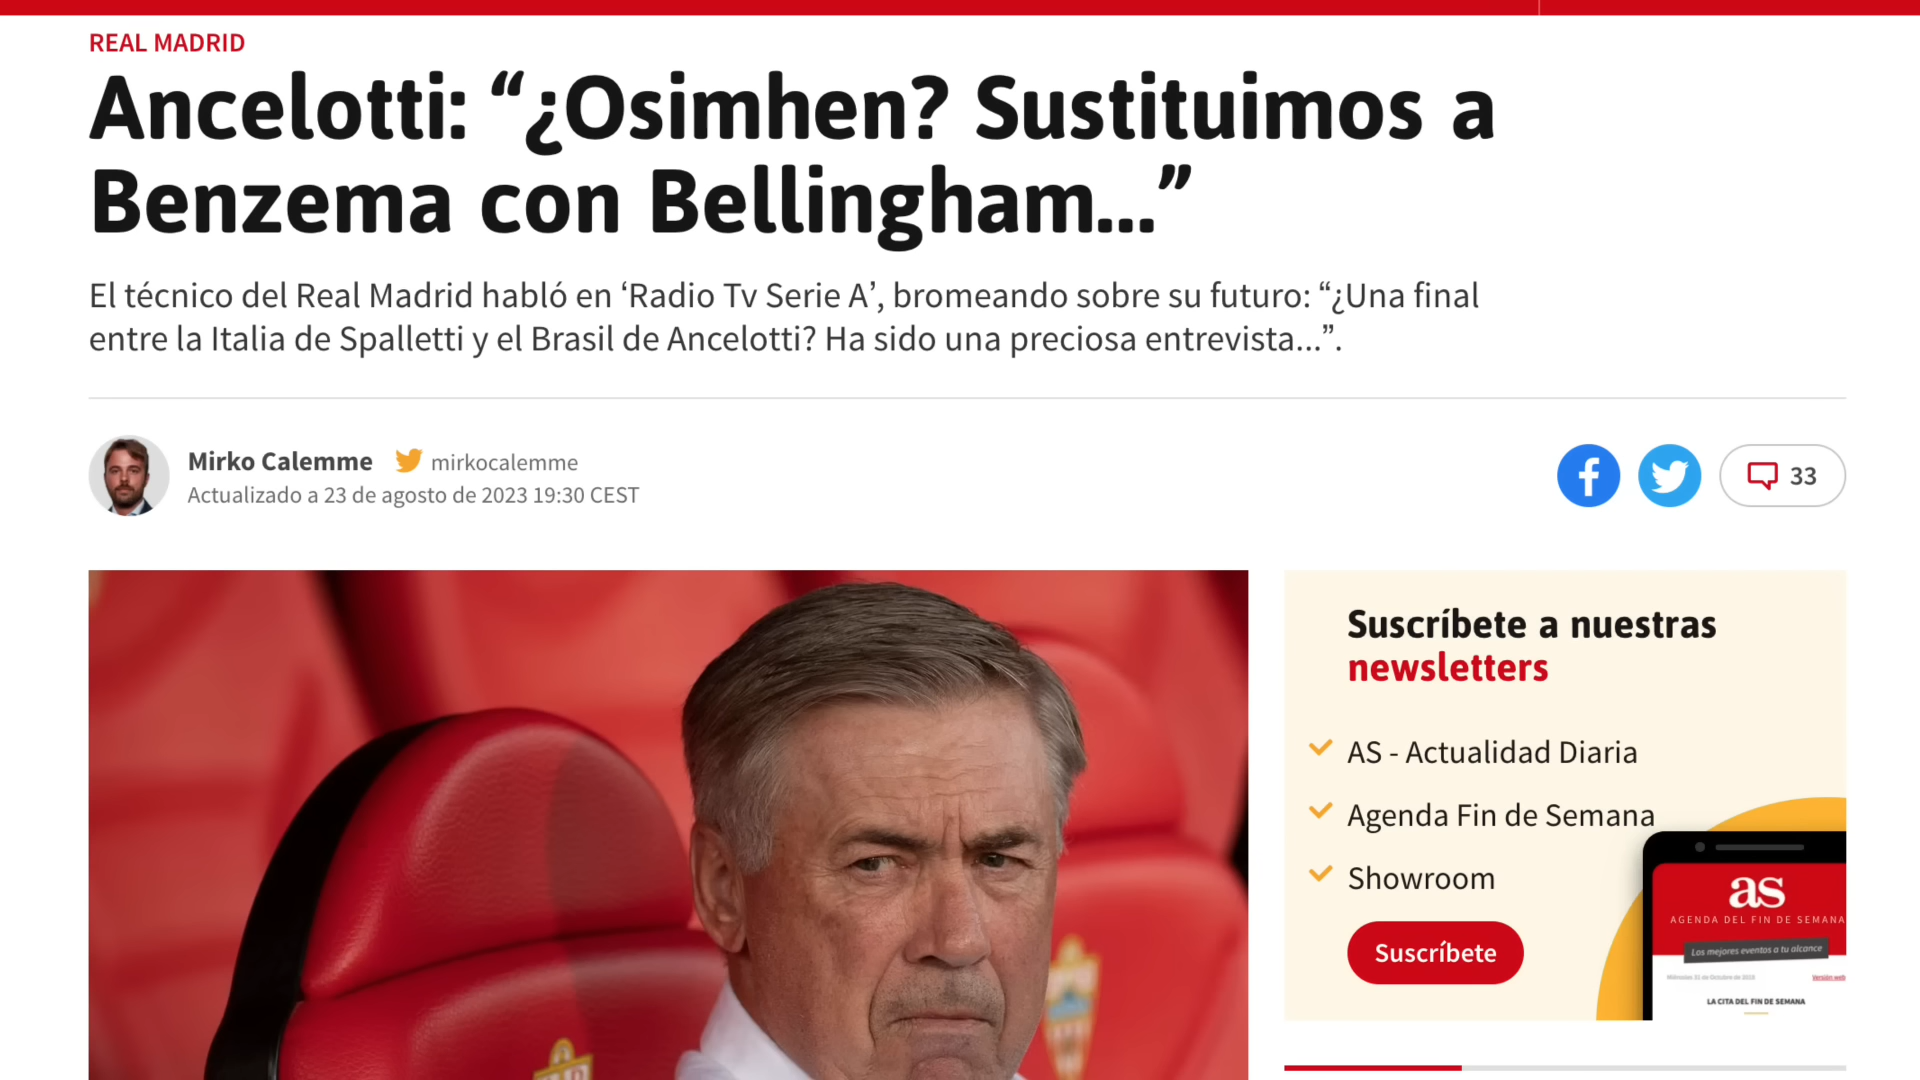 REAL MADRID
Ancelotti: “¿Osimhen? Sustituimos a
Benzema con Bellingham...”
El técnico del Real Madrid habló en ‘Radio Tv Serie A’, bromeando sobre su futuro: “¿Una final
entre la Italia de Spalletti y el Brasil de Ancelotti? Ha sido una preciosa entrevista...”.
Mirko Calemme mirkocalemme
Actualizado a 23 de agosto de 2023 19:30 CEST
33
Suscríbete a nuestras
newsletters
AS - Actualidad Diaria
Agenda Fin de Semana
Showroom
Suscríbete
as
AGENDA DEL FIN DE SEMANA
Los mejores eventos a tu alcance
Versión web
LA CITA DEL FIN DE SEMANA